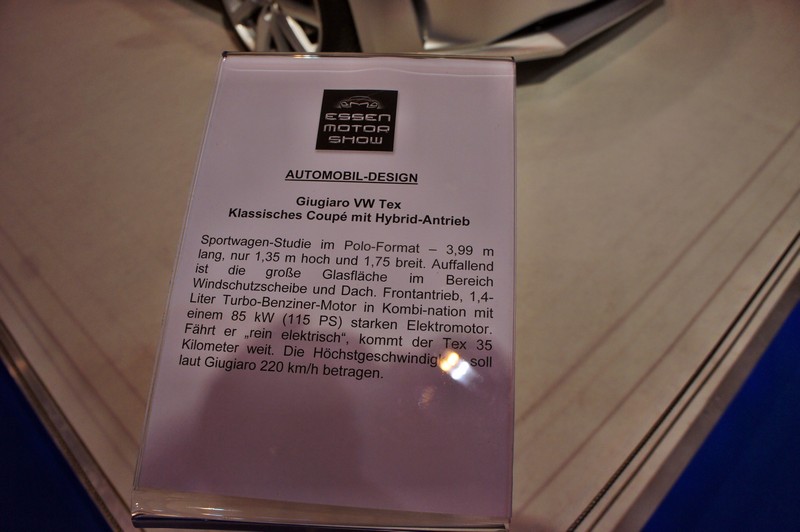 ESSEN
MOTOR
SHOW
AUTOMOBIL-DESIGN
Giugiaro VW Tex
Klassisches Coupé mit Hybrid-Antrieb
Sportwagen-Studie im Polo-Format – 3,99 m
lang, nur 1,35 m hoch und 1,75 breit. Auffallend
ist die große Glasfläche im Bereich
Windschutzscheibe und Dach. Frontantrieb, 1,4-
Liter Turbo-Benziner-Motor in Kombi-nation mit
einem 85 kW (115 PS) starken Elektromotor.
Fährt er „rein elektrisch“, kommt der Tex 35
Kilometer weit. Die soll
laut Giugiaro 220 km/h betragen.